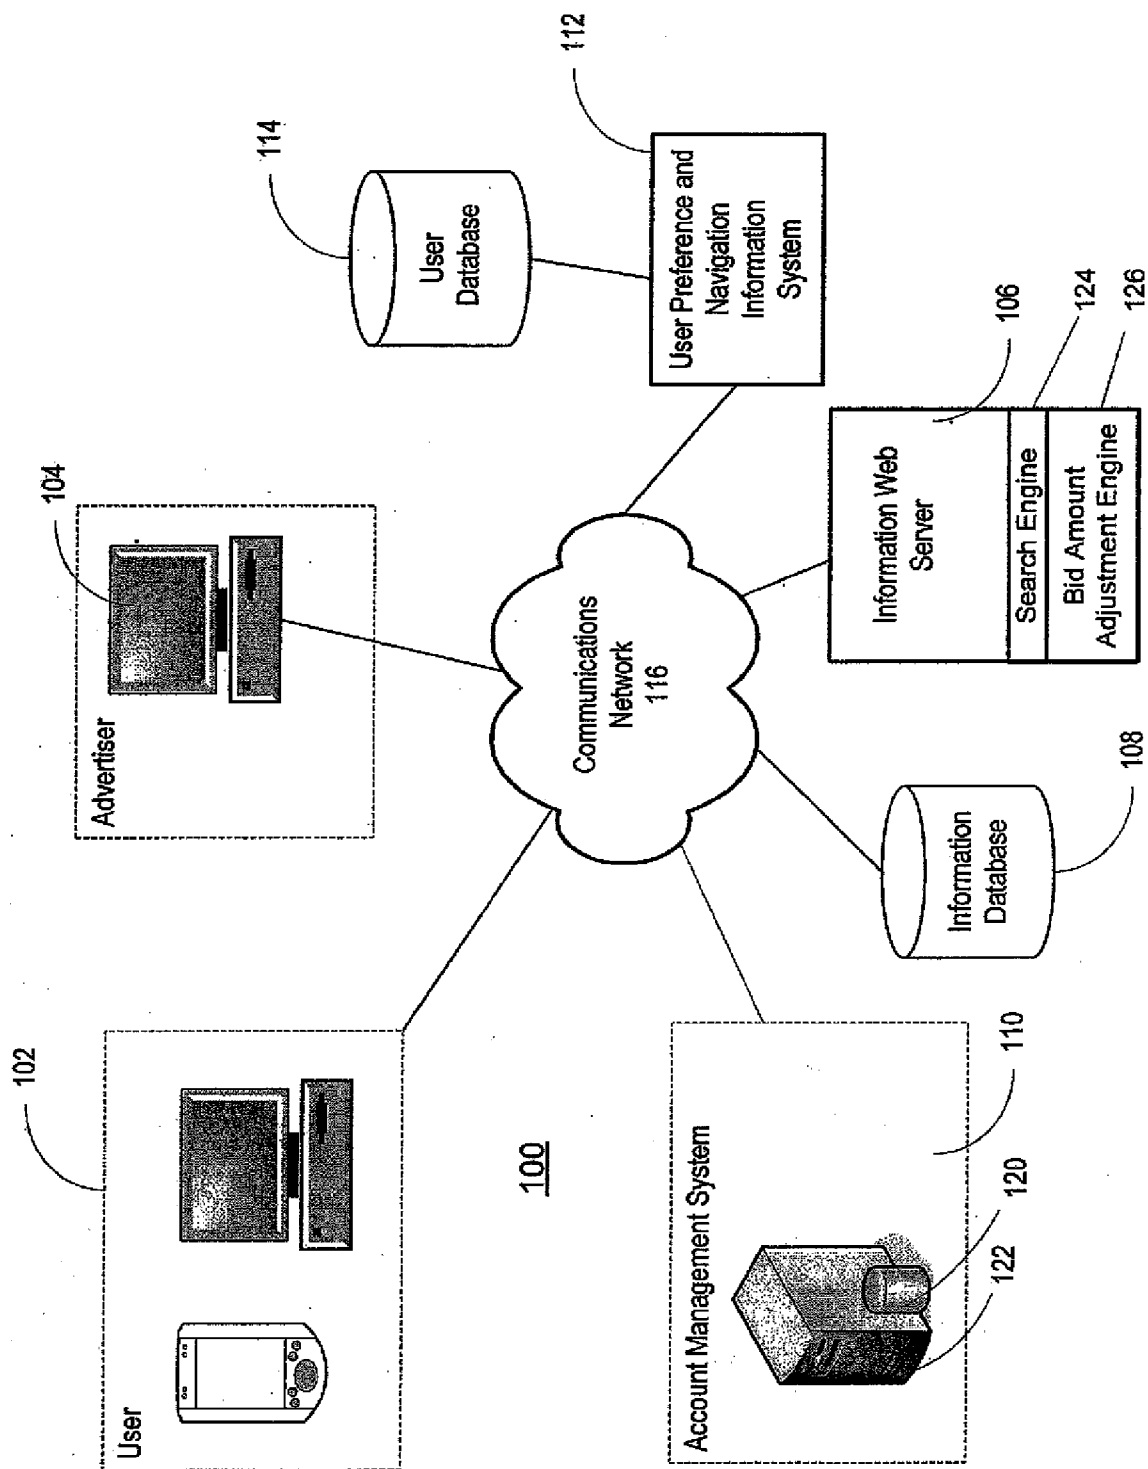 102
User
104
Advertiser
114
User
Database
112
User Preference and
Navigation
Information
System
Communications
Network
116
100
106
Information Web
Server
124
Search Engine
126
Bid Amount
Adjustment Engine
108
Information
Database
Account Management System
110
120
122